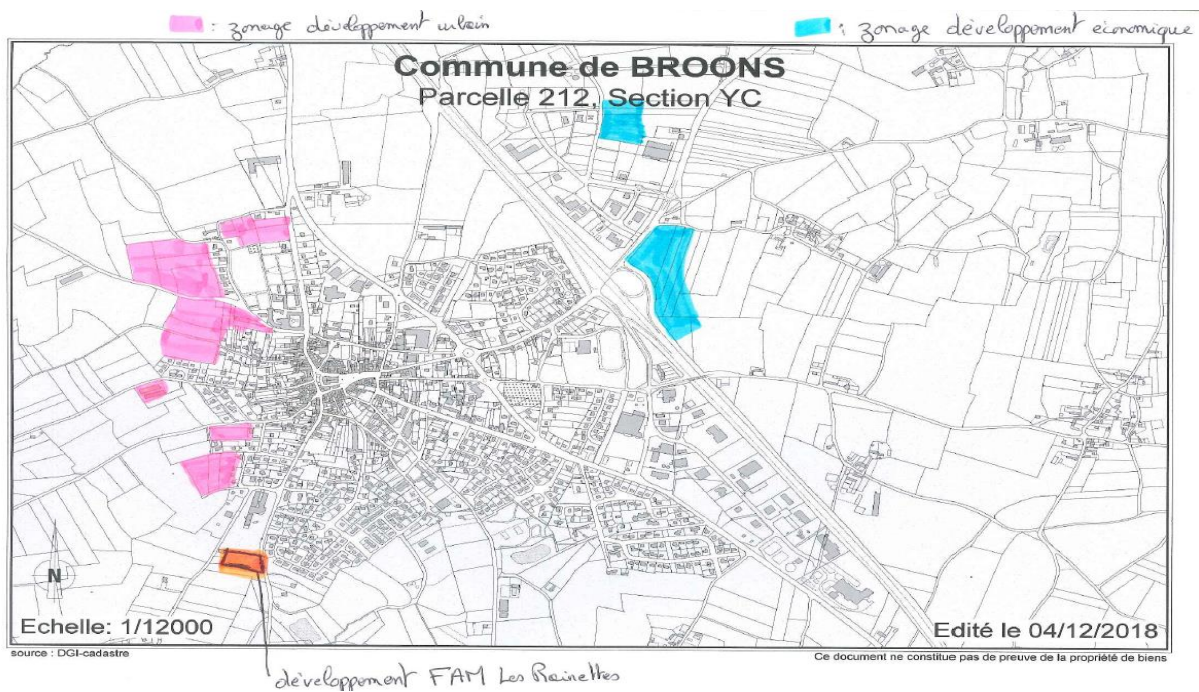 : zonage développement urbain
: zonage développement économique
Commune de BROONS
Parcelle 212, Section YC
N
Echelle: 1/12000
Edité le 04/12/2018
source : DGI-cadastre
Ce document ne constitue pas de preuve de la propriété de biens
développement FAM Les Rainettes